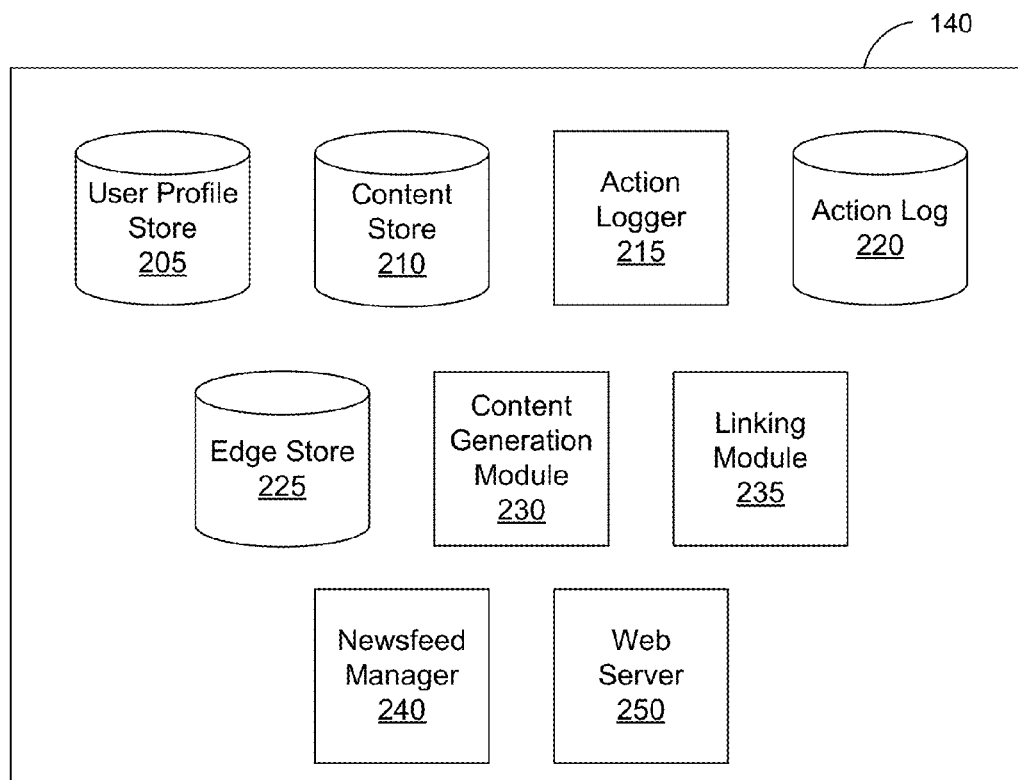 140
User Profile
Store
205
Content
Store
210
Action
Logger
215
Action Log
220
Edge Store
225
Content
Generation
Module
230
Linking
Module
235
Newsfeed
Manager
240
Web
Server
250